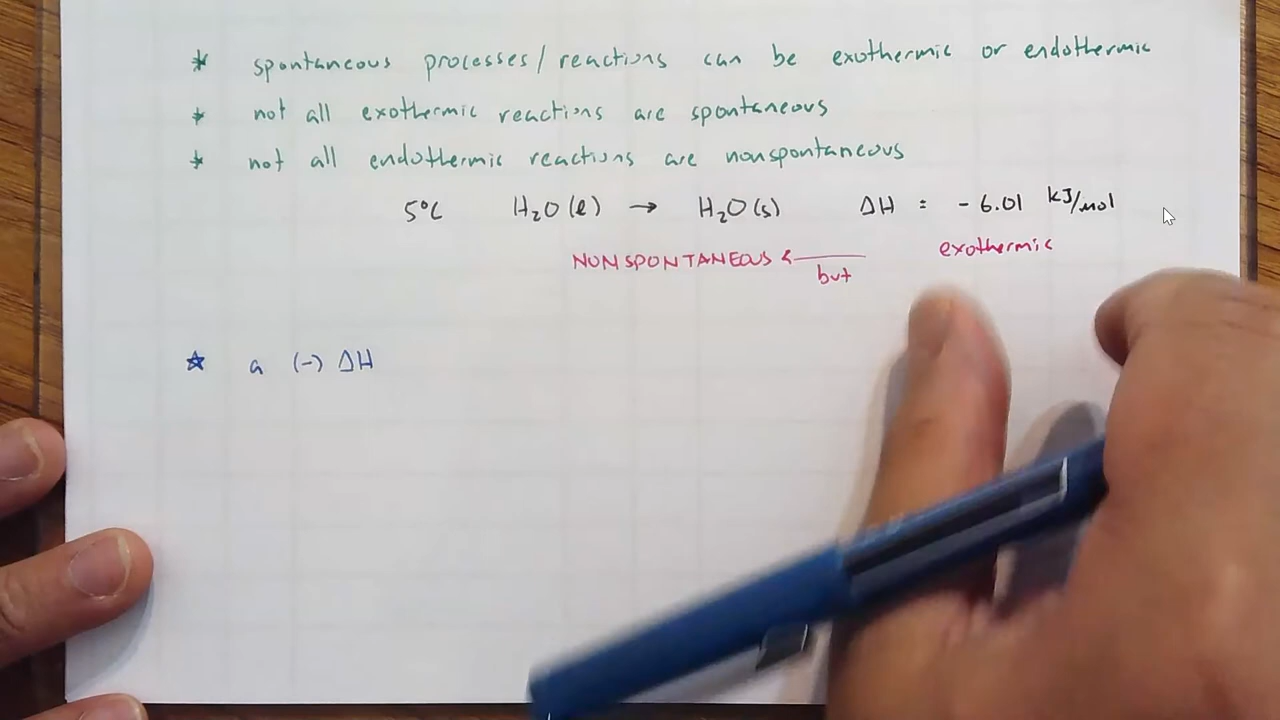 * spontaneous processes/reactions can be exothermic or endothermic
* not all exothermic reactions are spontaneous
* not all endothermic reactions are nonspontaneous
5°C H₂O(l) → H₂O(s) ΔH = -6.01 kJ/mol
NONSPONTANEOUS ← but exothermic
☆ a (-) ΔH